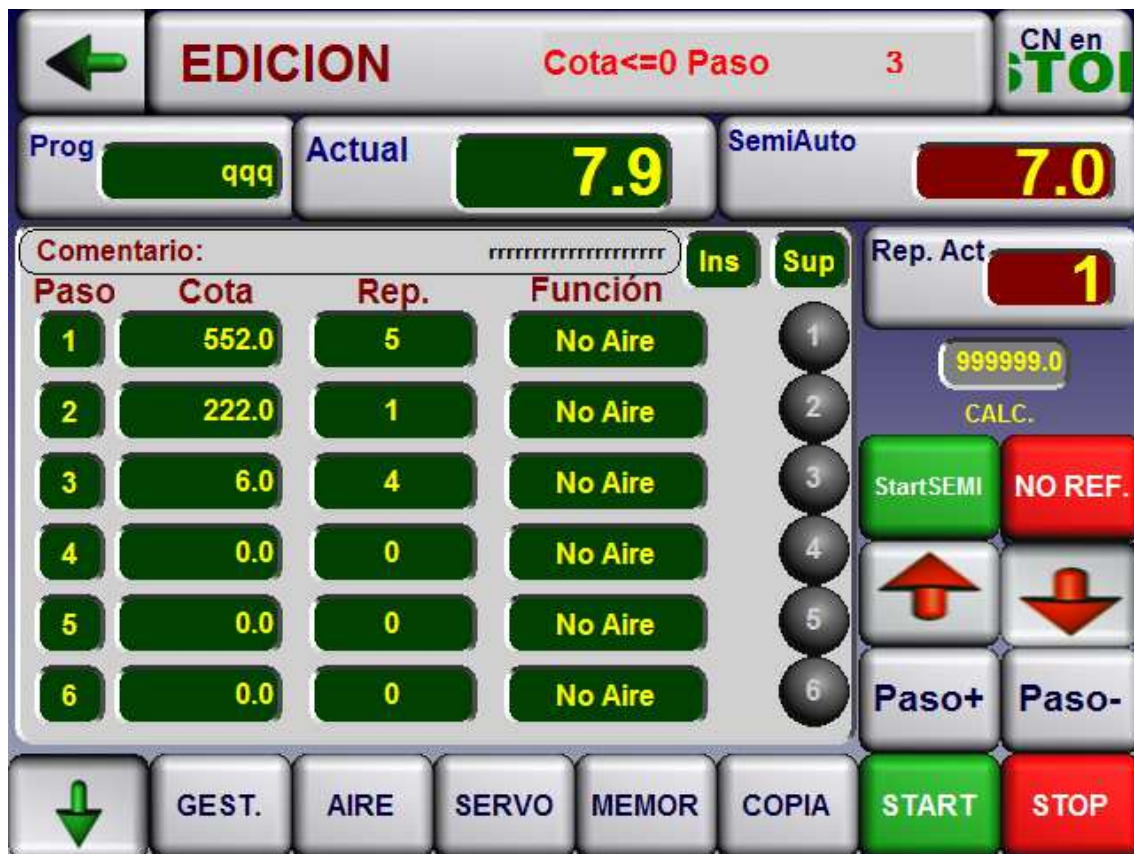 EDICION Cota<=0 Paso 3 CN en
STO
Prog qqq Actual 7.9 SemiAuto 7.0
Comentario: rrrrrrrrrrrrrrrrrrrr Ins Sup Rep. Act 1
Paso Cota Rep. Función
1 552.0 5 No Aire 1
999999.0
2 222.0 1 No Aire 2
CALC.
3 6.0 4 No Aire 3
StartSEMI NO REF.
4 0.0 0 No Aire 4
5 0.0 0 No Aire 5
6 0.0 0 No Aire 6
Paso+ Paso-
GEST. AIRE SERVO MEMOR COPIA START STOP